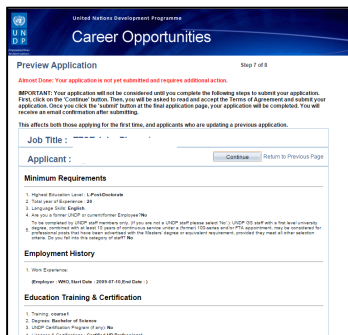 United Nations Development Programme
U N
D P
Career Opportunities
Preview Application
Step 7 of 8
Almost Done: Your application is not yet submitted and requires additional action.
IMPORTANT: Your application will not be considered until you complete the following steps to submit your application.
First, click on the 'Continue' button. Then, you will be asked to read and accept the Terms of Agreement and submit your
application. Once you click the 'submit' button at the final application page, your application will be completed. You will
receive an email confirmation after submitting.
This affects both those applying for the first time, and applicants who are updating a previous application.
Job Title :
Applicant :
Continue
Return to Previous Page
Minimum Requirements
1. Highest Education Level : L-Post-Doctorate
2. Total year of Experience : 20
3. Language Skills: English
4. Are you a former UNDP or current/former Employee? No
To be completed by UNDP staff members only. (If you are not a UNDP staff please select 'No'): UNDP GS staff with a first level university
5. degree, combined with at least 10 years of continuous service under a (former) 100-series and/or FTA appointment, may be considered for
professional posts that have been advertised with the Masters' degree or equivalent requirement, provided they meet all other selection
criteria. Do you fall into this category of staff? No
Employment History
1. Work Experience:
(Employer : WHO, Start Date : 2009-07-10, End Date : )
Education Training & Certification
1. Training: course1
2. Degrees: Bachelor of Science
3. UNDP Certification Program (if any): No